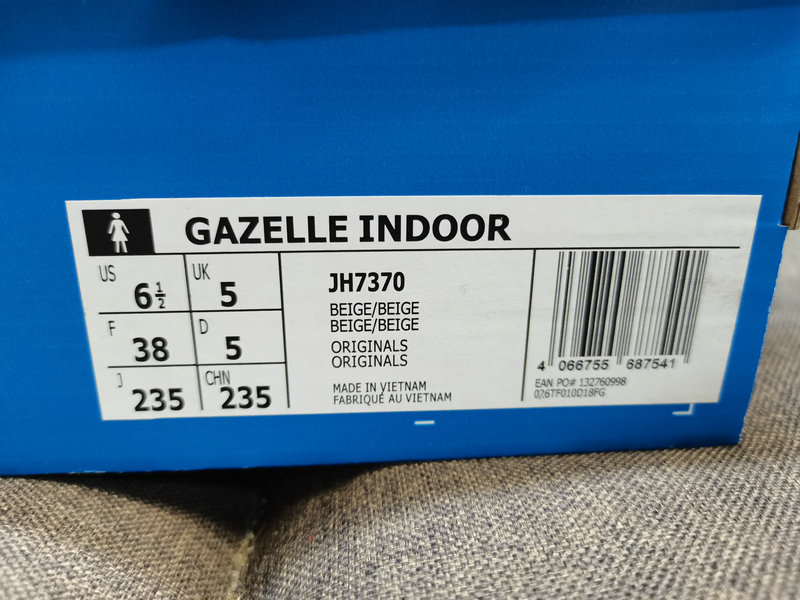 GAZELLE INDOOR
US 6½ UK 5
F 38 D 5
J 235 CHN 235
JH7370
BEIGE/BEIGE
BEIGE/BEIGE
ORIGINALS
ORIGINALS
MADE IN VIETNAM
FABRIQUÉ AU VIETNAM
4 066755 687541
EAN PO# 132760998
026TF010D18FG